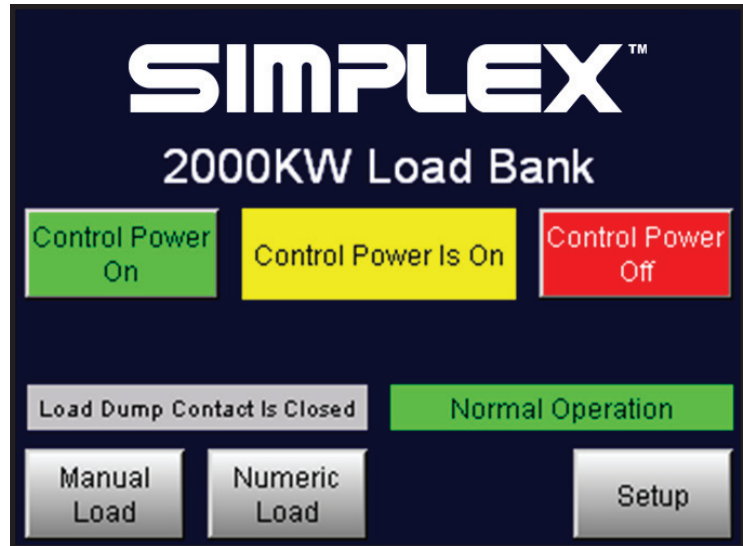 SIMPLEX™
2000KW Load Bank
Control Power
On
Control Power Is On
Control Power
Off
Load Dump Contact Is Closed
Normal Operation
Manual
Load
Numeric
Load
Setup